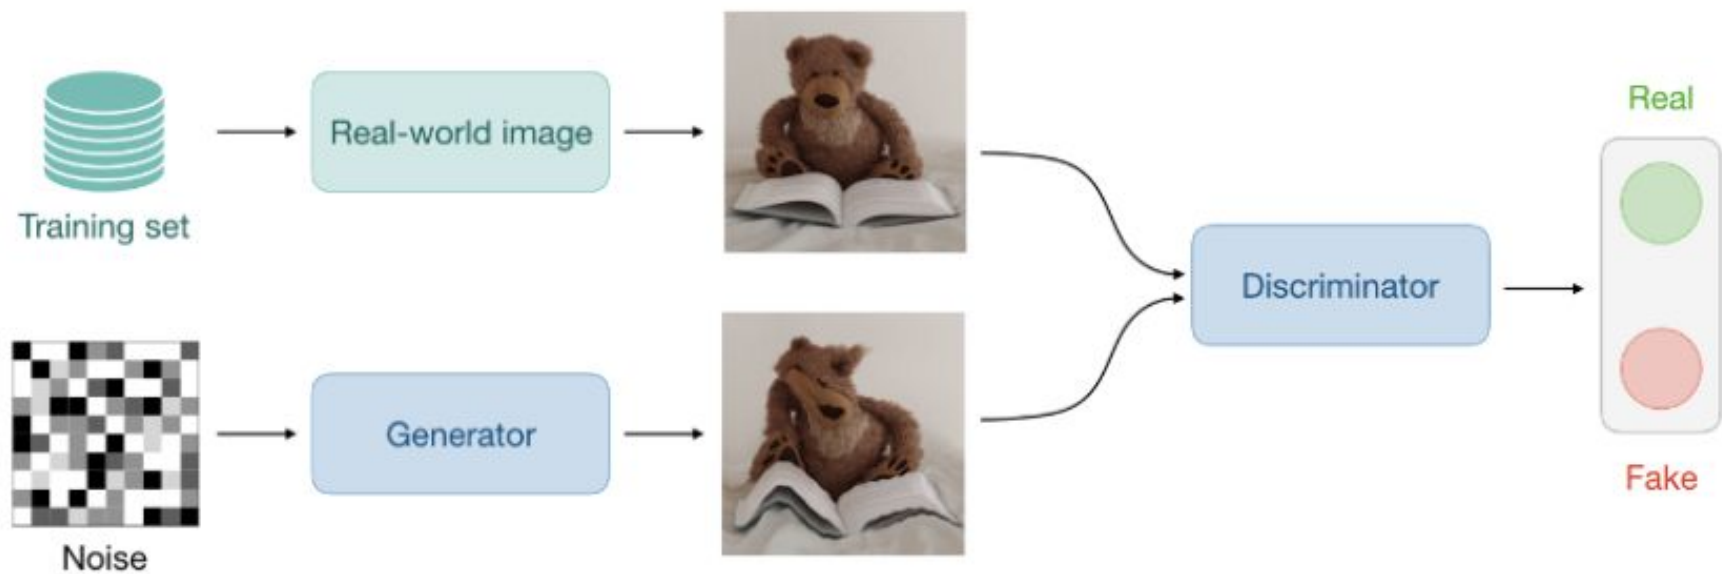 Training set
Real-world image
Noise
Generator
Discriminator
Real
Fake